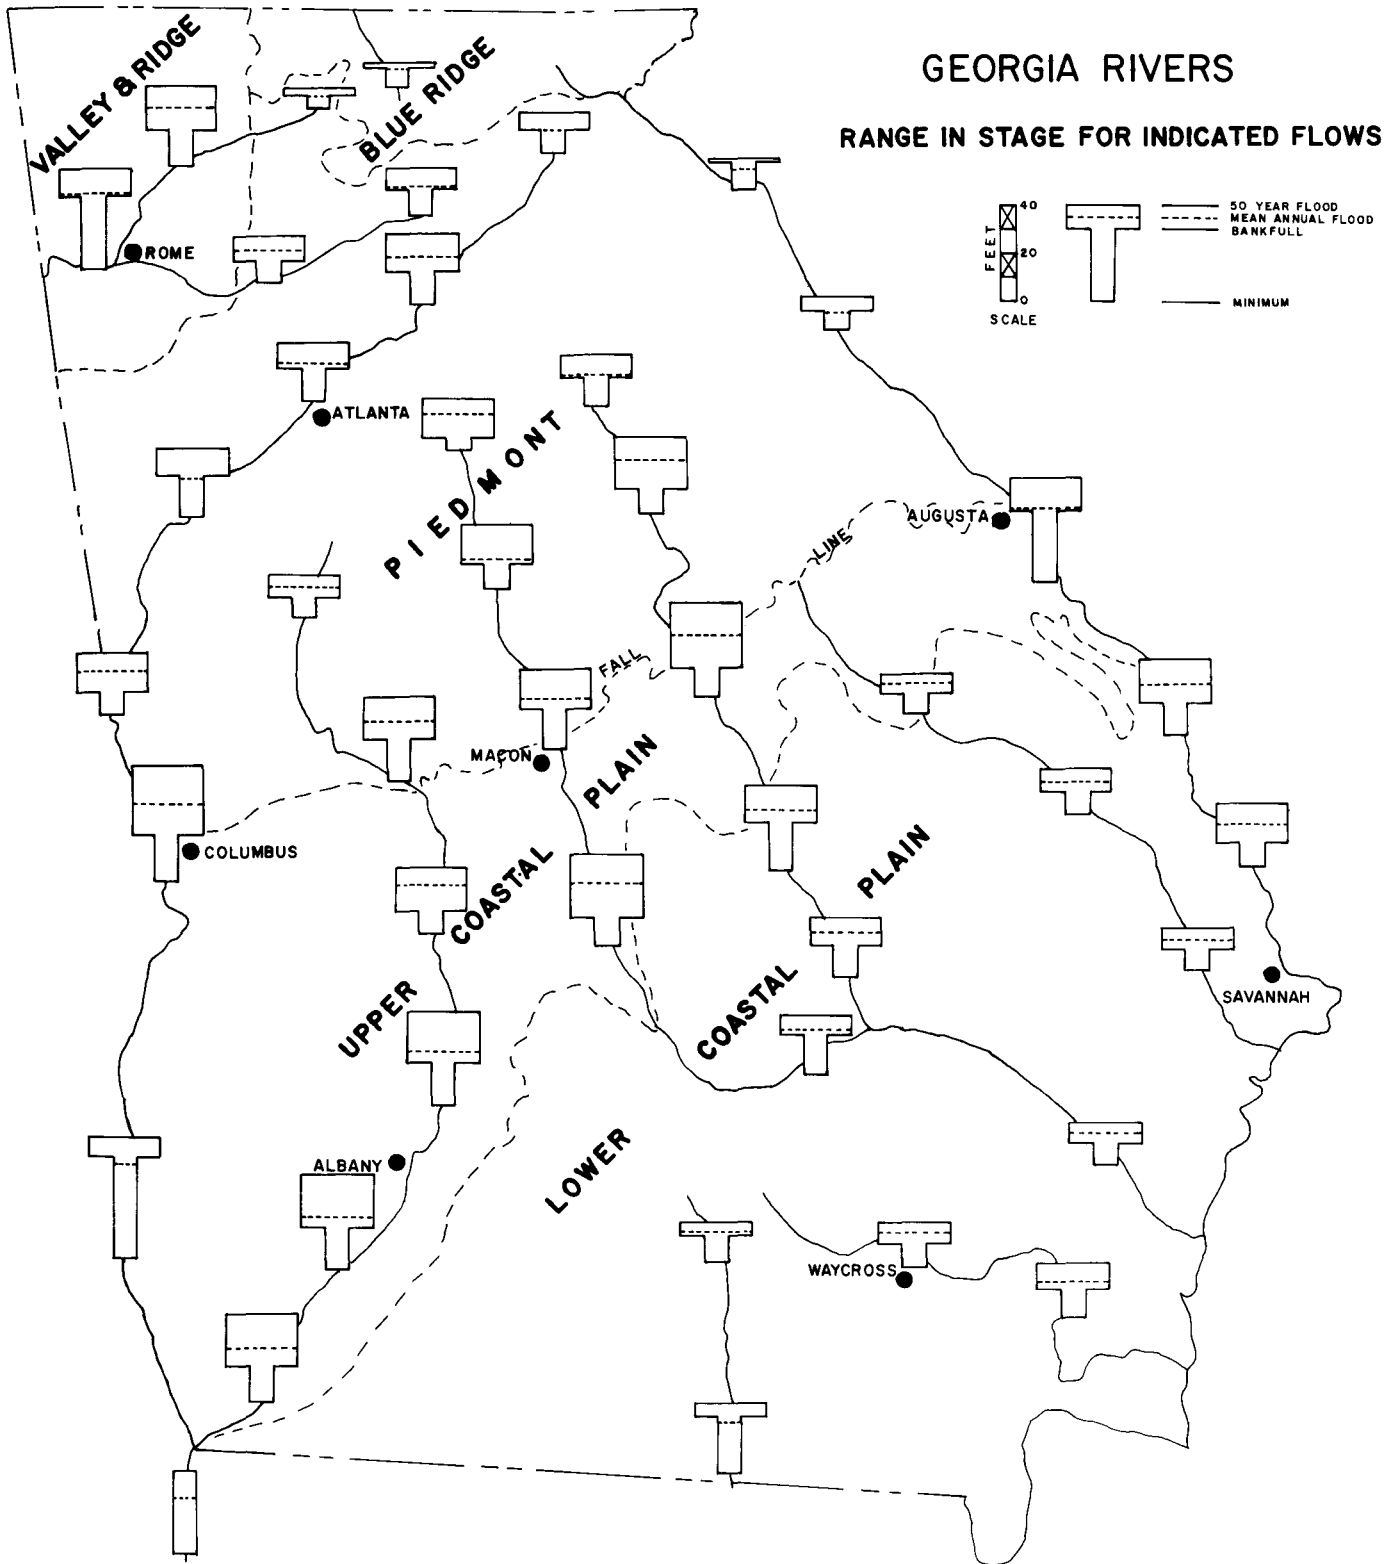 GEORGIA RIVERS
RANGE IN STAGE FOR INDICATED FLOWS
FEET
40
20
0
SCALE
50 YEAR FLOOD
MEAN ANNUAL FLOOD
BANKFULL
MINIMUM
VALLEY & RIDGE
BLUE RIDGE
ROME
ATLANTA
PIEDMONT
AUGUSTA
FALL
LINE
MACON
COLUMBUS
UPPER
COASTAL
PLAIN
LOWER
COASTAL
PLAIN
SAVANNAH
ALBANY
WAYCROSS